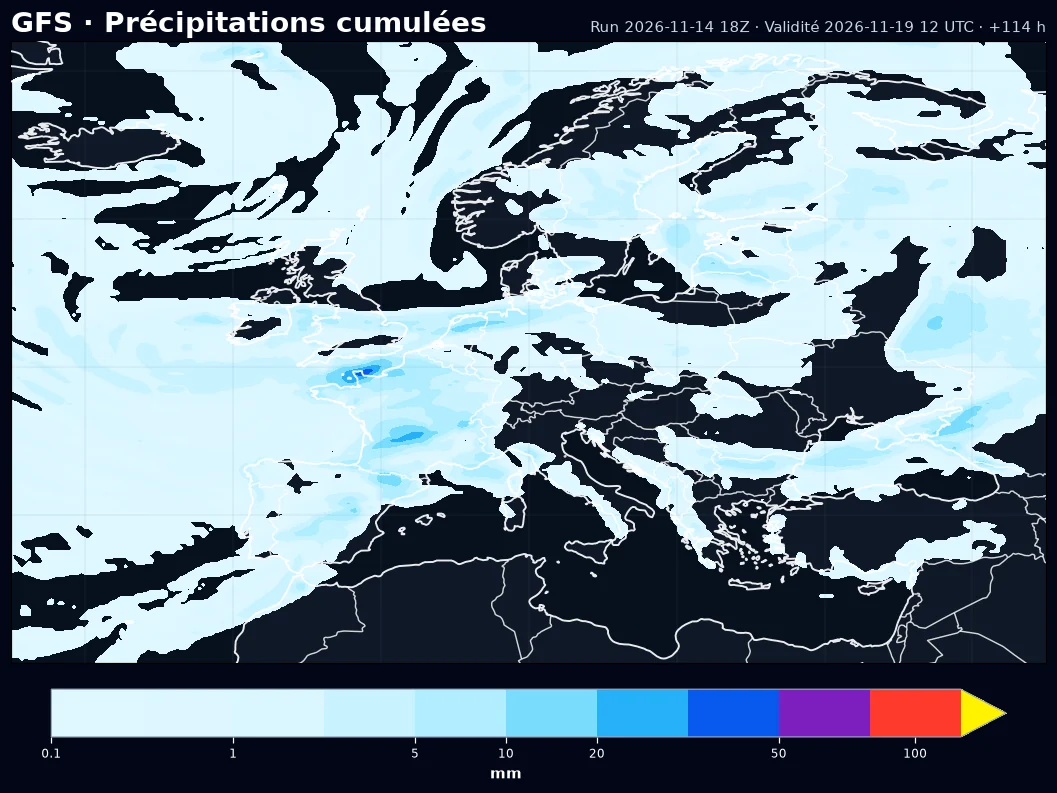 GFS · Précipitations cumulées
Run 2026-11-14 18Z · Validité 2026-11-19 12 UTC · +114 h
0.1 1 5 10 20 50 100
mm